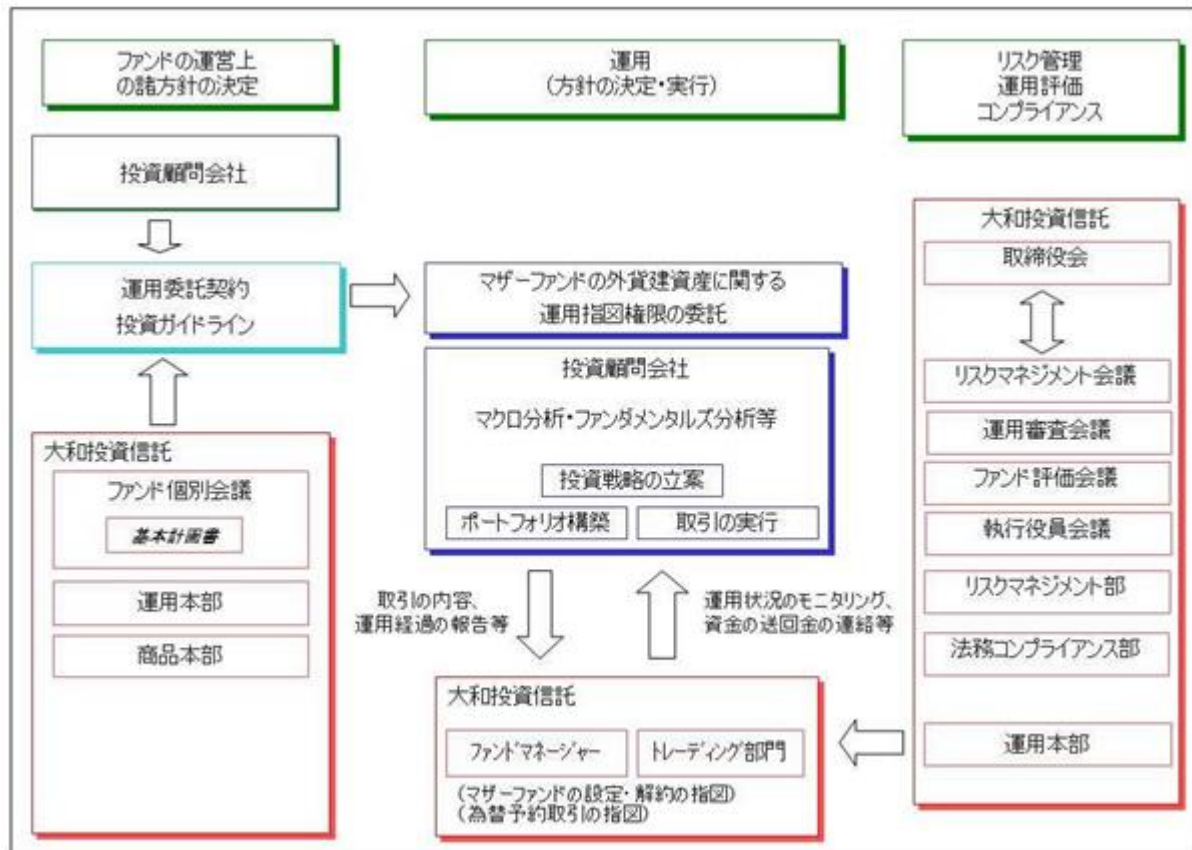 ファンドの運営上
の諸方針の決定
運用
(方針の決定・実行)
リスク管理
運用評価
コンプライアンス
投資顧問会社
運用委託契約
投資ガイドライン
大和投資信託
ファンド個別会議
基本計画書
運用本部
商品本部
マザーファンドの外貨建資産に関する
運用指図権限の委託
投資顧問会社
マクロ分析・ファンダメンタルズ分析等
投資戦略の立案
ポートフォリオ構築
取引の実行
取引の内容、
運用経過の報告等
運用状況のモニタリング、
資金の送回金の連絡等
大和投資信託
ファンドマネージャー
トレーディング部門
(マザーファンドの設定・解約の指図)
(為替予約取引の指図)
大和投資信託
取締役会
リスクマネジメント会議
運用審査会議
ファンド評価会議
執行役員会議
リスクマネジメント部
法務コンプライアンス部
運用本部